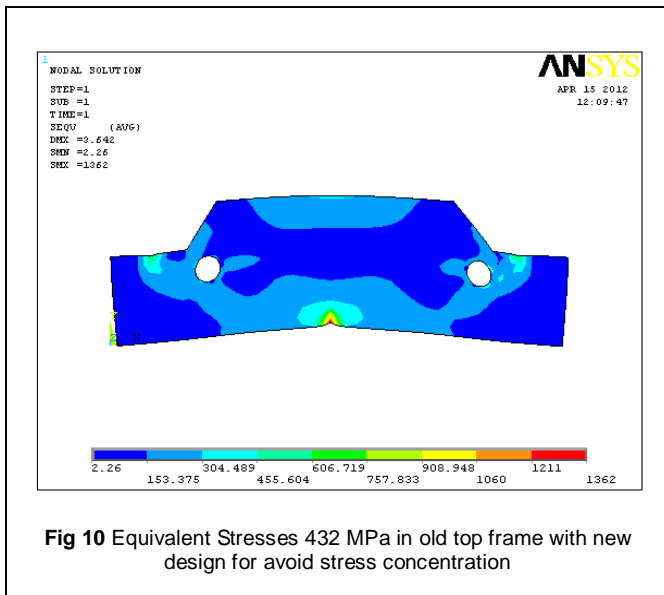 1
NODAL SOLUTION
STEP=1
SUB =1
TIME=1
SEQV (AVG)
DMX =3.642
SMN =2.26
SMX =1362
ANSYS
APR 15 2012
12:09:47
Y
Z X
2.26 304.489 606.719 908.948 1211
153.375 455.604 757.833 1060 1362
Fig 10 Equivalent Stresses 432 MPa in old top frame with new
design for avoid stress concentration